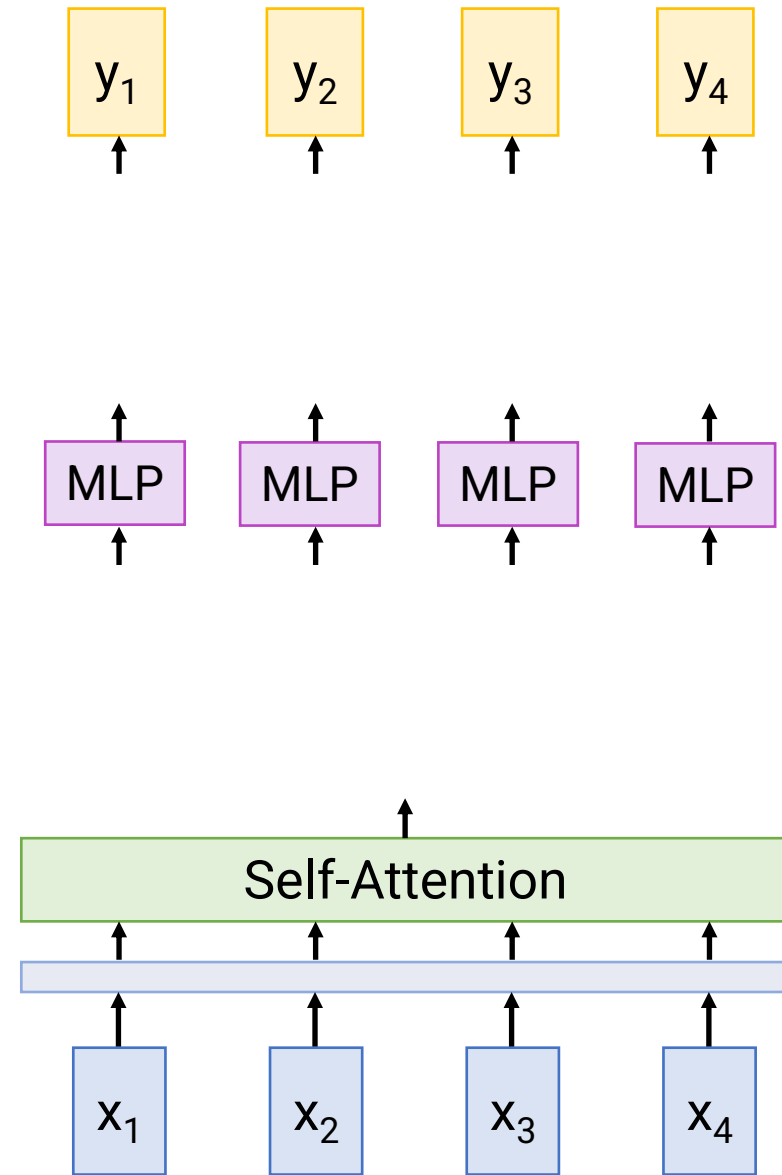 y₁ y₂ y₃ y₄
MLP MLP MLP MLP
Self-Attention
x₁ x₂ x₃ x₄